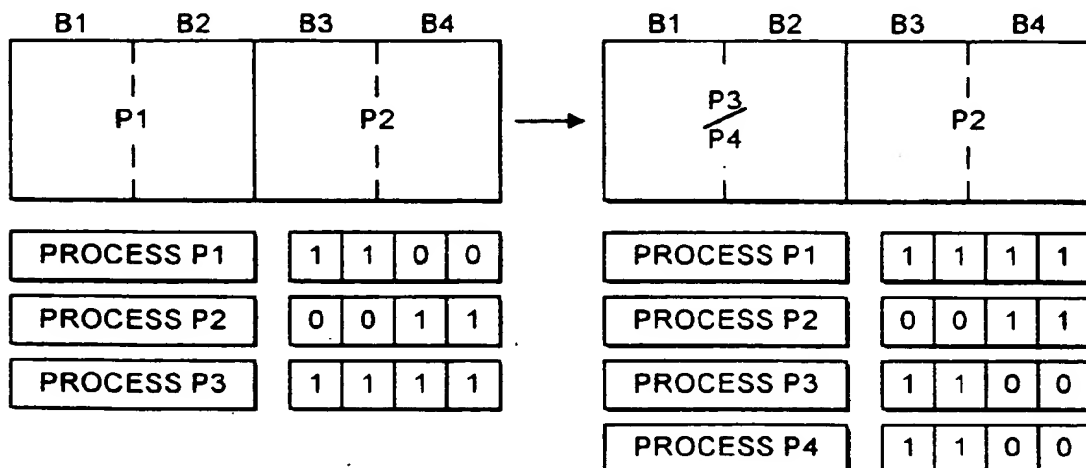 B1 B2 B3 B4
P1 P2
PROCESS P1 1 1 0 0
PROCESS P2 0 0 1 1
PROCESS P3 1 1 1 1
B1 B2 B3 B4
P3
P4
P2
PROCESS P1 1 1 1 1
PROCESS P2 0 0 1 1
PROCESS P3 1 1 0 0
PROCESS P4 1 1 0 0